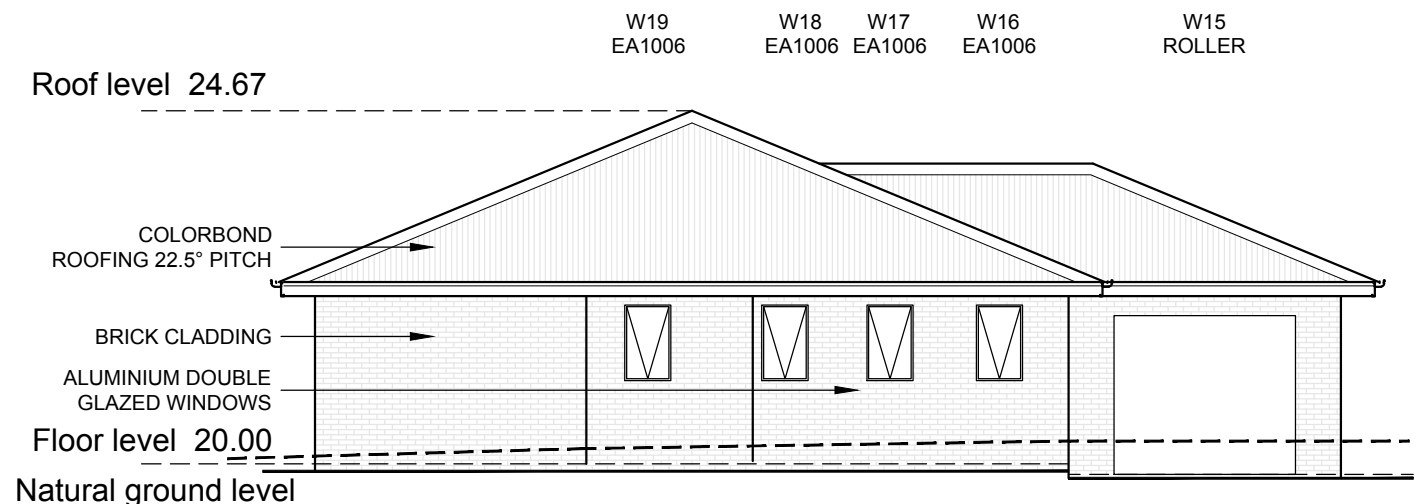 W19
EA1006
W18
EA1006
W17
EA1006
W16
EA1006
W15
ROLLER
Roof level 24.67
COLORBOND
ROOFING 22.5° PITCH
BRICK CLADDING
ALUMINIUM DOUBLE
GLAZED WINDOWS
Floor level 20.00
Natural ground level